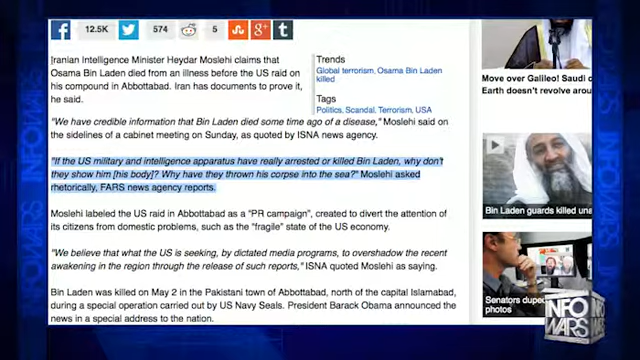 12.5K
574
5
[ranian Intelligence Minister Heydar Moslehi claims that
Osama Bin Laden died from an illness before the US raid on
his compound in Abbottabad. Iran has documents to prove it,
he said.
Trends
Global terrorism, Osama Bin Laden
killed
Tags
Politics, Scandal, Terrorism, USA
"We have credible information that Bin Laden died some time ago of a disease," Moslehi said on
the sidelines of a cabinet meeting on Sunday, as quoted by ISNA news agency.
"If the US military and intelligence apparatus have really arrested or killed Bin Laden, why don't
they show him [his body]? Why have they thrown his corpse into the sea?" Moslehi asked
rhetorically, FARS news agency reports.
Moslehi labeled the US raid in Abbottabad as a "PR campaign", created to divert the attention of
its citizens from domestic problems, such as the "fragile" state of the US economy.
"We believe that what the US is seeking, by dictated media programs, to overshadow the recent
awakening in the region through the release of such reports," ISNA quoted Moslehi as saying.
Bin Laden was killed on May 2 in the Pakistani town of Abbottabad, north of the capital Islamabad,
during a special operation carried out by US Navy Seals. President Barack Obama announced the
news in a special address to the nation.
Move over Galileo! Saudi c
Earth doesn't revolve arou
Bin Laden guards killed una
Senators duped
photos
INFO
WARS